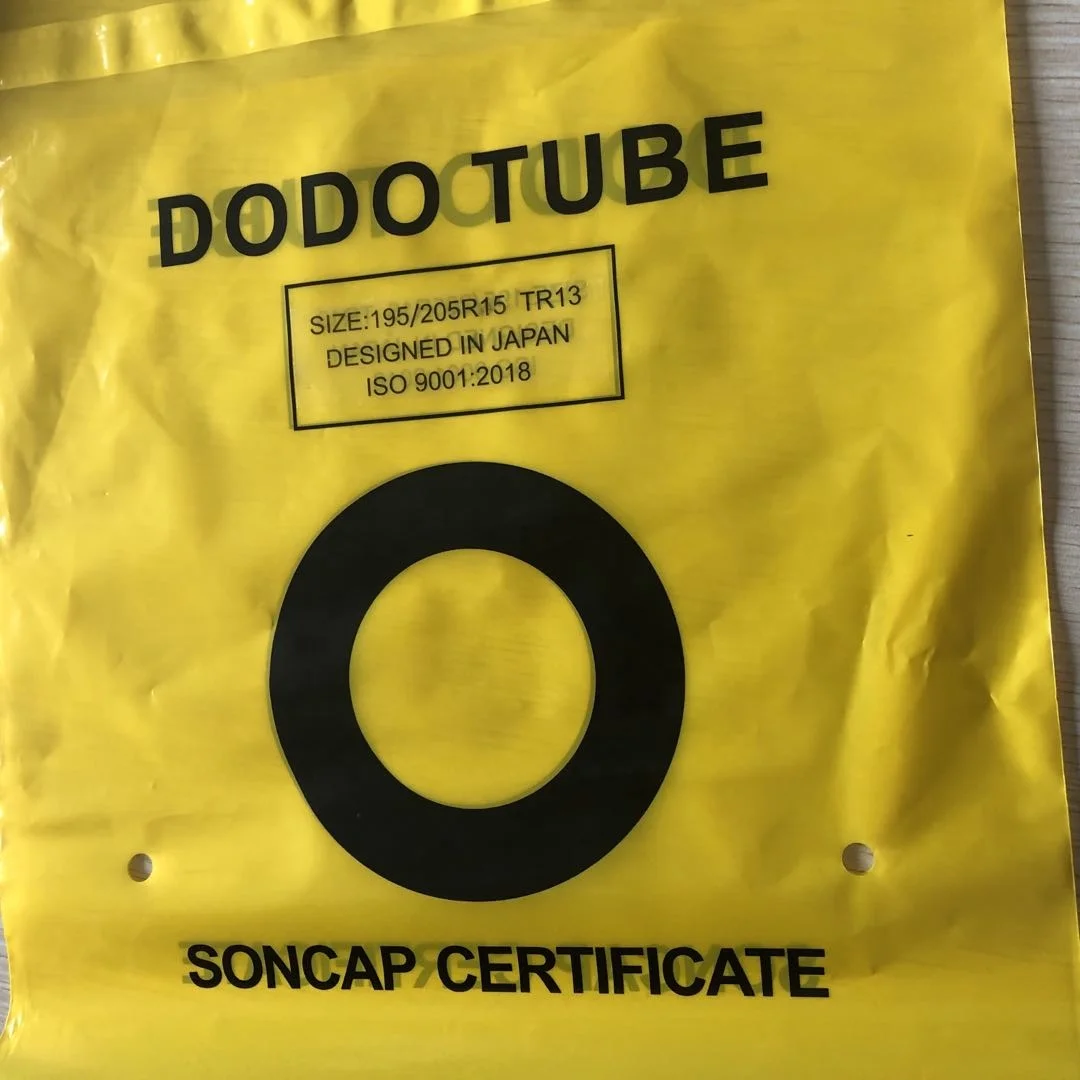 DODO TUBE
SIZE:195/205R15 TR13
DESIGNED IN JAPAN
ISO 9001:2018
SONCAP CERTIFICATE